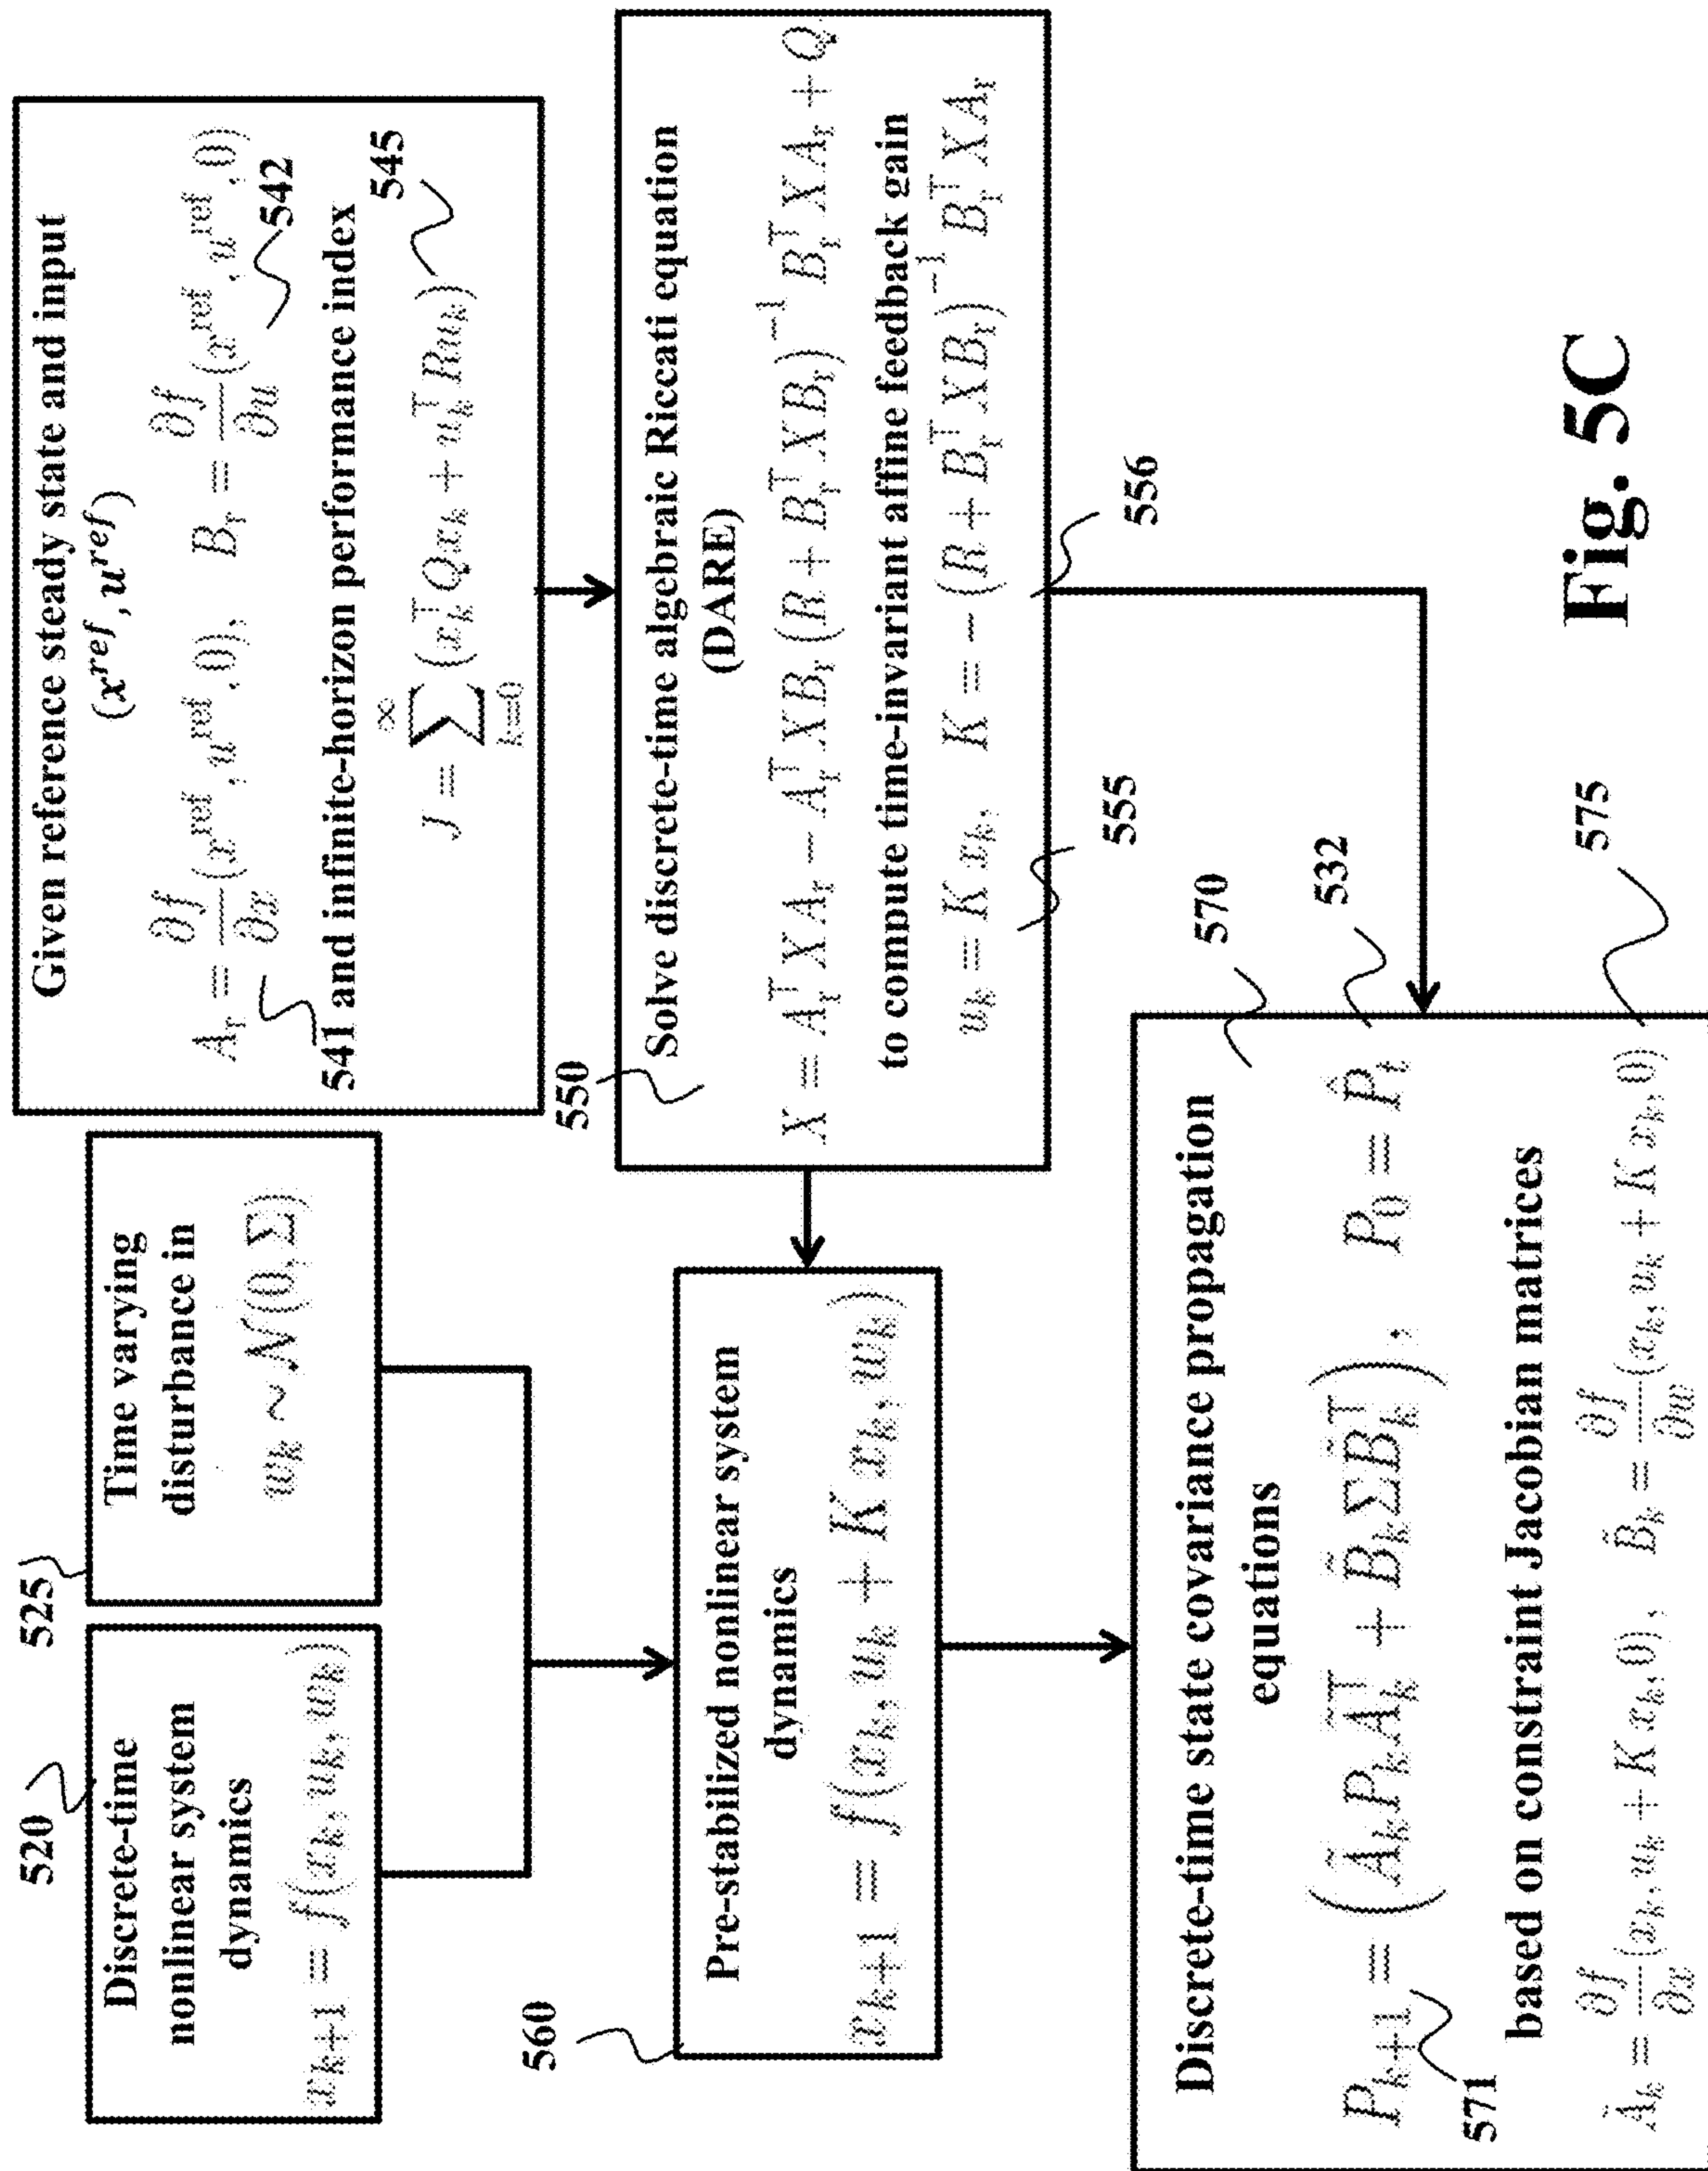 520
Discrete-time
nonlinear system
dynamics
x_{k+1} = f(x_k, u_k, w_k)
525
Time varying
disturbance in
w_k ~ 𝒩(0, Σ)
Given reference steady state and input
(x^{ref}, u^{ref})
A_r = ∂f/∂x (x^{ref}, u^{ref}, 0), B_r = ∂f/∂u (x^{ref}, u^{ref}, 0)
542
541 and infinite-horizon performance index
J = ∑_{k=0}^{∞} (x_k^⊤ Q x_k + u_k^⊤ R u_k)
545
560
Pre-stabilized nonlinear system
dynamics
x_{k+1} = f(x_k, u_k + K x_k, w_k)
550
Solve discrete-time algebraic Riccati equation
(DARE)
X = A_r^⊤ X A_r − A_r^⊤ X B_r (R + B_r^⊤ X B_r)^{−1} B_r^⊤ X A_r + Q
to compute time-invariant affine feedback gain
u_k = K x_k, K = −(R + B_r^⊤ X B_r)^{−1} B_r^⊤ X A_r
555
556
Discrete-time state covariance propagation
equations
570
P_{k+1} = (Ã_k P_k Ã_k^⊤ + B̃_k Σ B̃_k^⊤), P_0 = P̂_t
532
571
based on constraint Jacobian matrices
Ã_k = ∂f/∂x (x_k, u_k + K x_k, 0), B̃_k = ∂f/∂w (x_k, u_k + K x_k, 0)
575
Fig. 5C